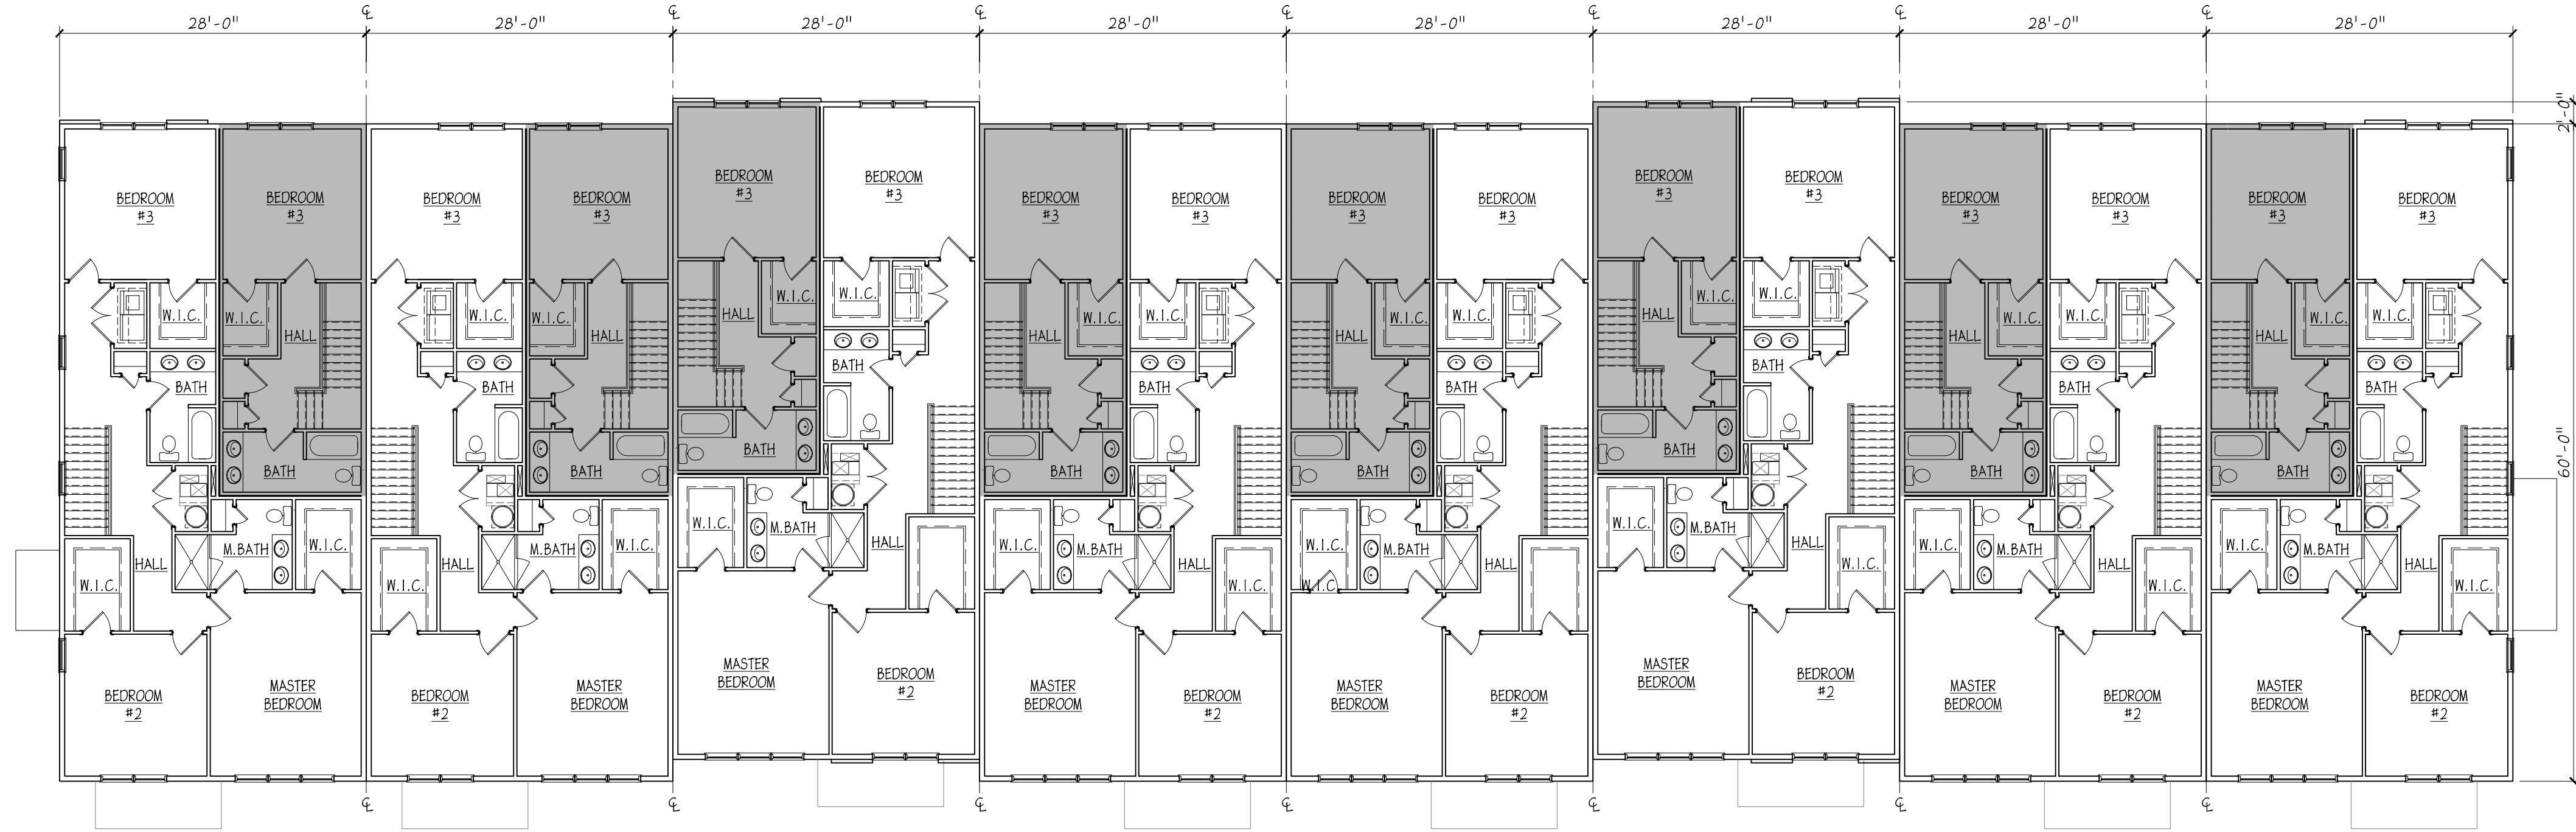 ℄ ℄ ℄ ℄ ℄ ℄ ℄
28'-0" 28'-0" 28'-0" 28'-0" 28'-0" 28'-0" 28'-0" 28'-0"
2'-0"
60'-0"
BEDROOM
#3
BEDROOM
#3
BEDROOM
#3
BEDROOM
#3
BEDROOM
#3
BEDROOM
#3
BEDROOM
#3
BEDROOM
#3
BEDROOM
#3
BEDROOM
#3
BEDROOM
#3
BEDROOM
#3
BEDROOM
#3
BEDROOM
#3
BEDROOM
#3
BEDROOM
#3
W.I.C. W.I.C. W.I.C. W.I.C. W.I.C. W.I.C. W.I.C. W.I.C. W.I.C. W.I.C. W.I.C. W.I.C. W.I.C. W.I.C. W.I.C. W.I.C.
HALL HALL HALL HALL HALL HALL HALL HALL
BATH BATH BATH BATH BATH BATH BATH BATH
BATH BATH BATH BATH BATH BATH BATH BATH
M.BATH W.I.C. M.BATH W.I.C. W.I.C. M.BATH W.I.C. M.BATH W.I.C. M.BATH W.I.C. M.BATH W.I.C. M.BATH W.I.C. M.BATH
HALL HALL HALL HALL HALL HALL HALL HALL
W.I.C. W.I.C. W.I.C. W.I.C. W.I.C. W.I.C. W.I.C.
BEDROOM
#2
MASTER
BEDROOM
BEDROOM
#2
MASTER
BEDROOM
MASTER
BEDROOM
BEDROOM
#2
MASTER
BEDROOM
BEDROOM
#2
MASTER
BEDROOM
BEDROOM
#2
MASTER
BEDROOM
BEDROOM
#2
MASTER
BEDROOM
BEDROOM
#2
MASTER
BEDROOM
BEDROOM
#2
℄ ℄ ℄ ℄ ℄ ℄ ℄